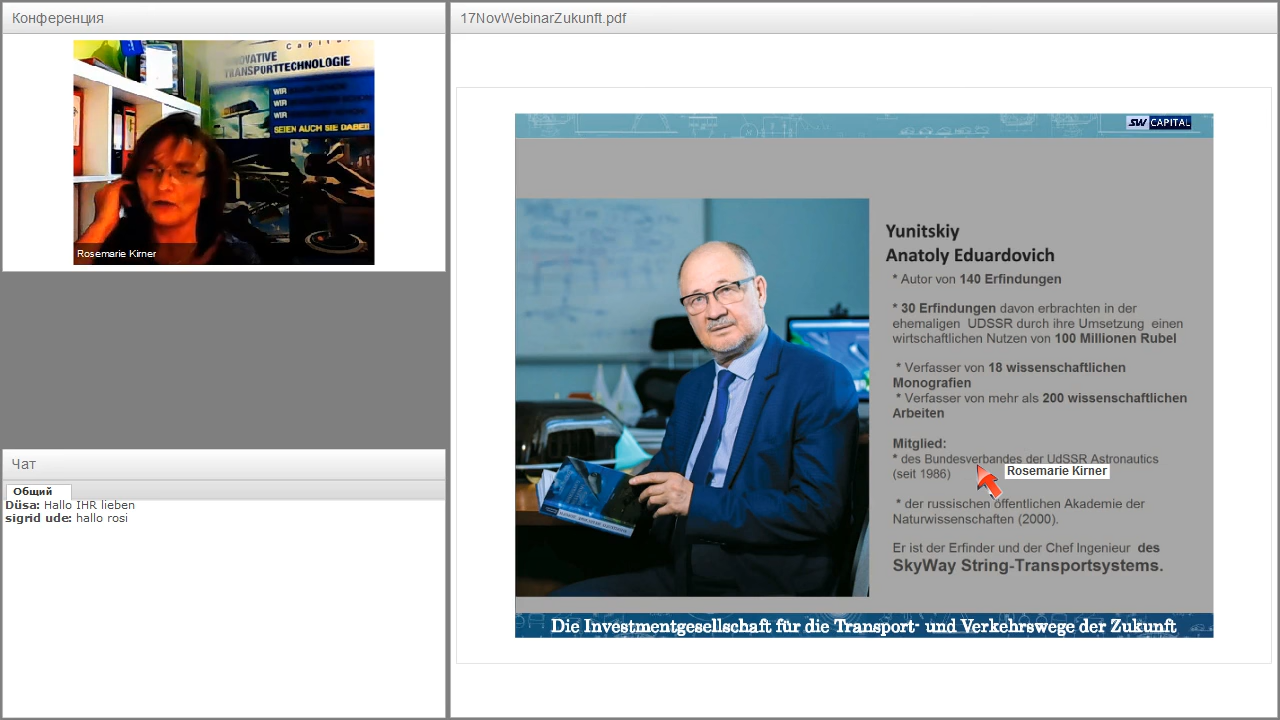 Конференция
Capital
INNOVATIVE
TRANSPORTTECHNOLOGIE
WIR
WIR
WIR
SEIEN AUCH SIE DABEI!
Rosemarie Kirner
Чат
Общий
Düsa: Hallo IHR lieben
sigrid ude: hallo rosi
17NovWebinarZukunft.pdf
SW CAPITAL
Yunitskiy
Anatoly Eduardovich
* Autor von 140 Erfindungen
* 30 Erfindungen davon erbrachten in der
ehemaligen UDSSR durch ihre Umsetzung einen
wirtschaftlichen Nutzen von 100 Millionen Rubel
* Verfasser von 18 wissenschaftlichen
Monografien
* Verfasser von mehr als 200 wissenschaftlichen
Arbeiten
Mitglied:
* des Bundesverbandes der UdSSR Astronautics
(seit 1986)
Rosemarie Kirner
* der russischen öffentlichen Akademie der
Naturwissenschaften (2000).
Er ist der Erfinder und der Chef Ingenieur des
SkyWay String-Transportsystems.
Die Investmentgesellschaft für die Transport- und Verkehrswege der Zukunft